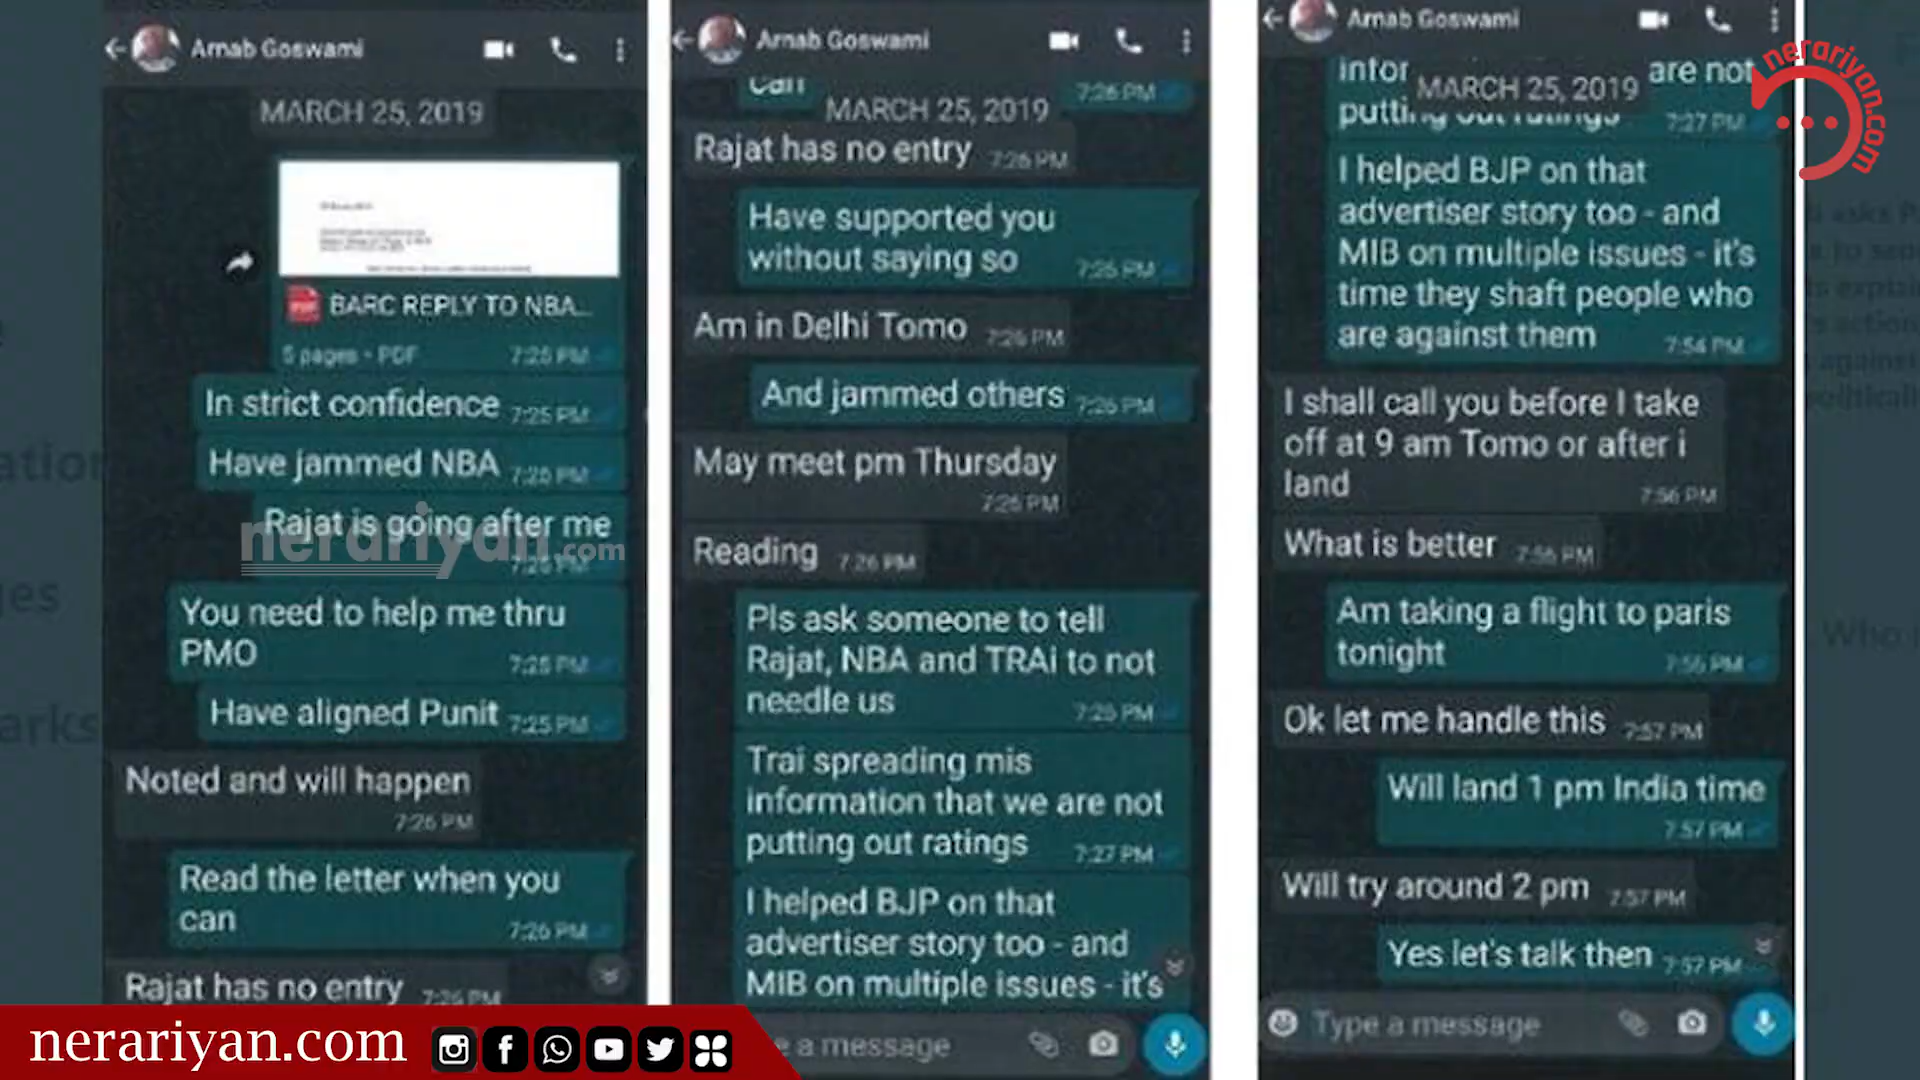 Arnab Goswami
MARCH 25, 2019
PDF
BARC REPLY TO NBA...
5 pages - PDF 7:25 PM
In strict confidence 7:25 PM
Have jammed NBA 7:25 PM
Rajat is going after me
7:25 PM
You need to help me thru
PMO 7:25 PM
Have aligned Punit 7:25 PM
Noted and will happen
7:26 PM
Read the letter when you
can 7:26 PM
Rajat has no entry 7:26 PM
nerariyan.com
Arnab Goswami
can 7:26 PM
MARCH 25, 2019
Rajat has no entry 7:26 PM
Have supported you
without saying so 7:26 PM
Am in Delhi Tomo 7:26 PM
And jammed others 7:26 PM
May meet pm Thursday
7:26 PM
Reading 7:26 PM
Pls ask someone to tell
Rajat, NBA and TRAi to not
needle us 7:26 PM
Trai spreading mis
information that we are not
putting out ratings 7:27 PM
I helped BJP on that
advertiser story too - and
MIB on multiple issues - it's
e a message
Arnab Goswami
infor are not
MARCH 25, 2019
putting out ratings 7:27 PM
I helped BJP on that
advertiser story too - and
MIB on multiple issues - it's
time they shaft people who
are against them 7:54 PM
I shall call you before I take
off at 9 am Tomo or after i
land 7:56 PM
What is better 7:56 PM
Am taking a flight to paris
tonight 7:56 PM
Ok let me handle this 7:57 PM
Will land 1 pm India time
7:57 PM
Will try around 2 pm 7:57 PM
Yes let's talk then 7:57 PM
Type a message
nerariyan.com
nerariyan.com